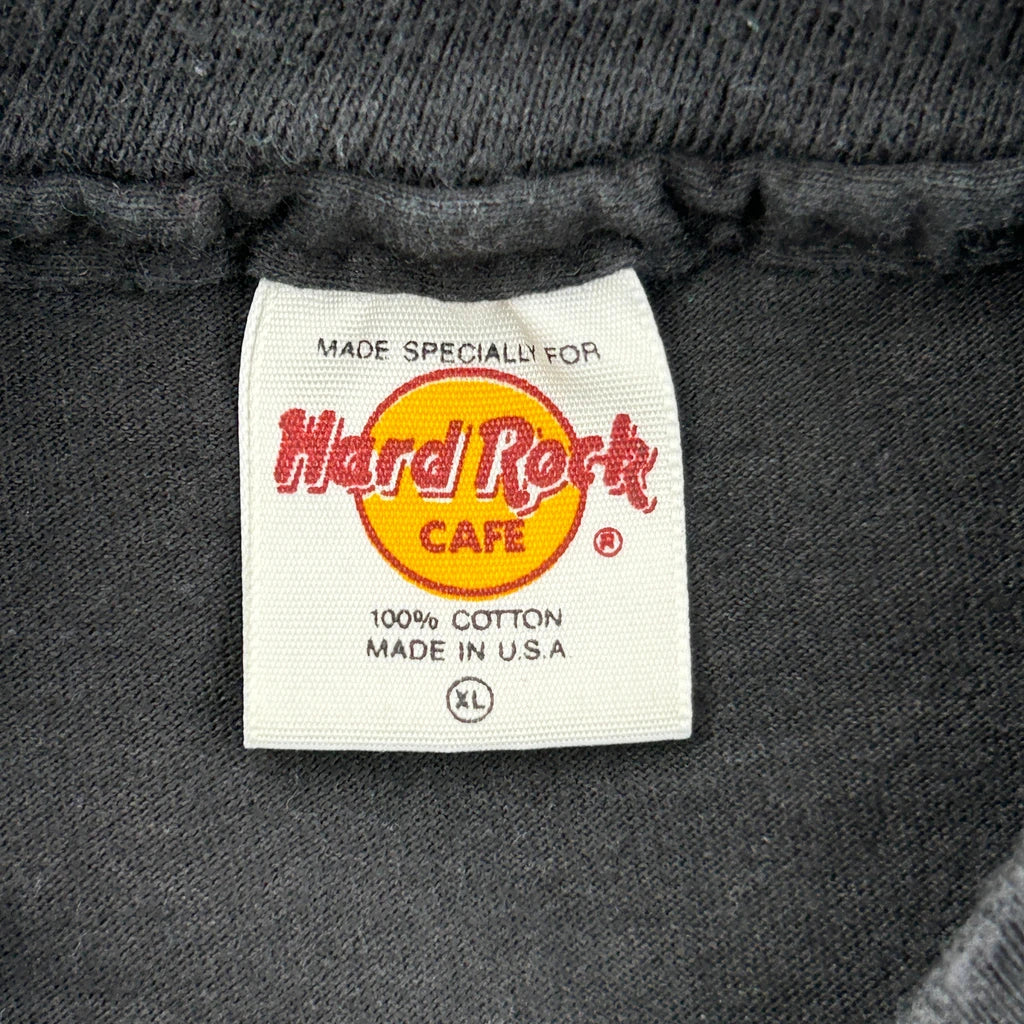 MADE SPECIALLY FOR
Hard Rock
CAFE
®
100% COTTON
MADE IN U.S.A
XL